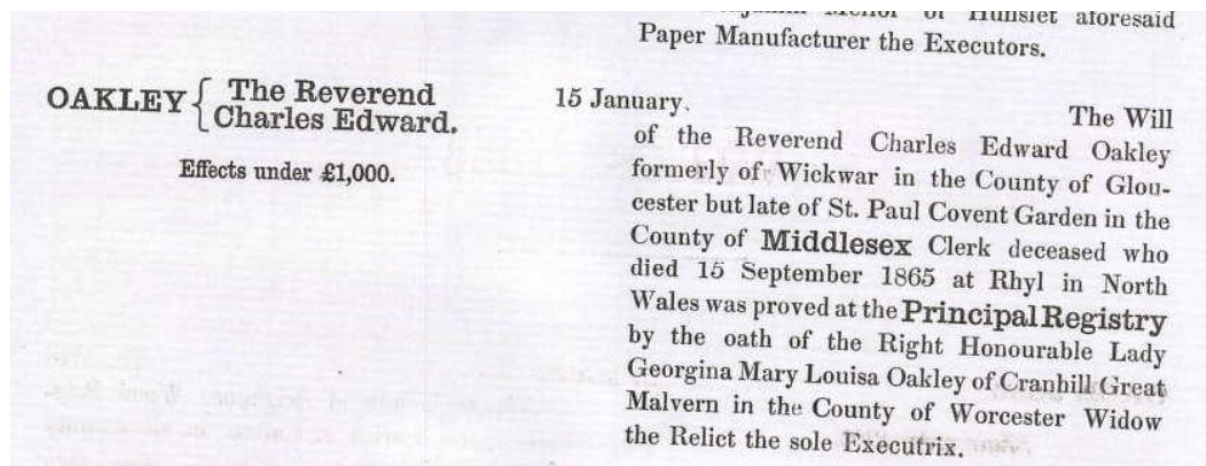 of Hunslet aforesaid
Paper Manufacturer the Executors.
OAKLEY { The Reverend
Charles Edward.
Effects under £1,000.
15 January. The Will
of the Reverend Charles Edward Oakley
formerly of Wickwar in the County of Glou-
cester but late of St. Paul Covent Garden in the
County of Middlesex Clerk deceased who
died 15 September 1865 at Rhyl in North
Wales was proved at the Principal Registry
by the oath of the Right Honourable Lady
Georgina Mary Louisa Oakley of Cranhill Great
Malvern in the County of Worcester Widow
the Relict the sole Executrix.